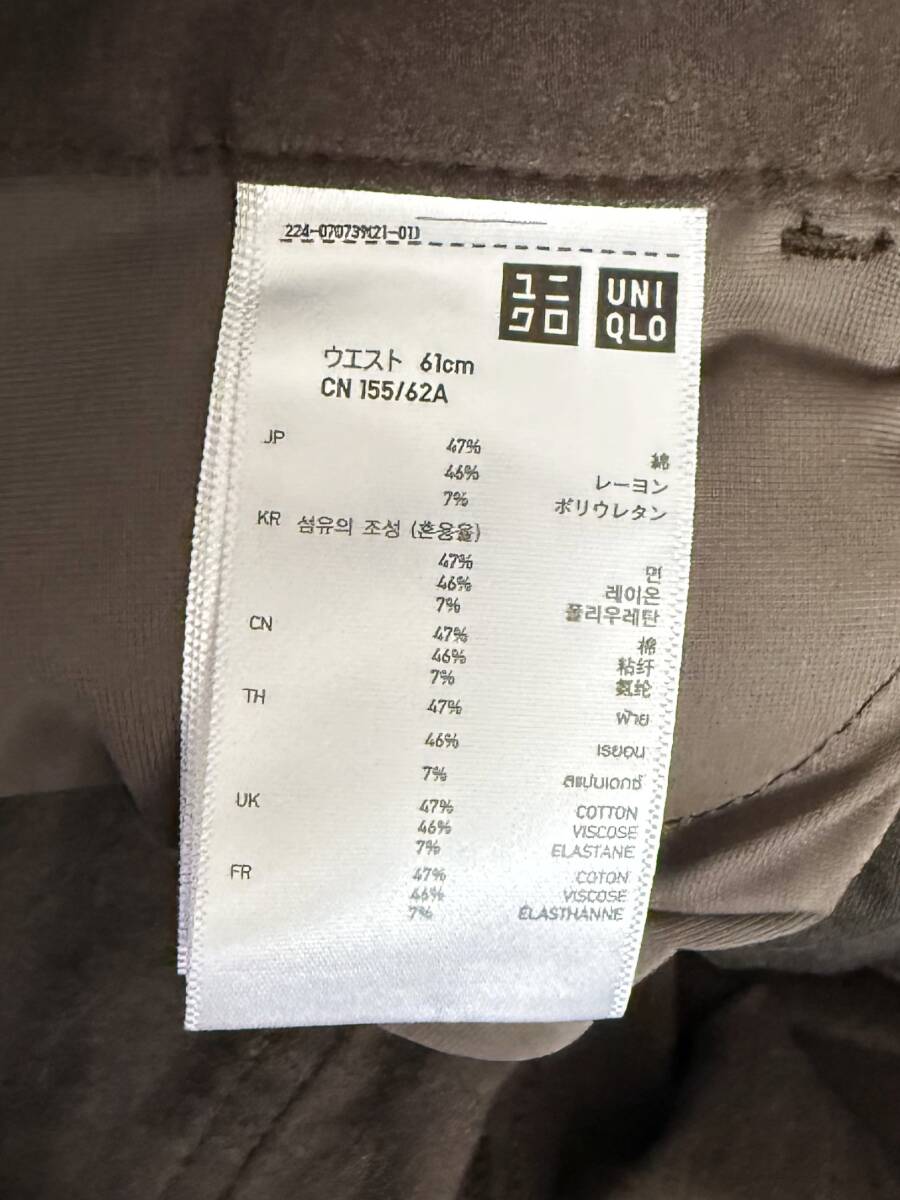 224-070739(21-01)
ユニクロ UNIQLO
ウエスト 61cm
CN 155/62A
JP 47% 綿
46% レーヨン
7% ポリウレタン
KR 섬유의 조성 (혼용율)
47% 면
46% 레이온
7% 폴리우레탄
CN 47% 棉
46% 粘纤
7% 氨纶
TH 47% ฝ้าย
46% เรยอน
7% สแปนเดกซ์
UK 47% COTTON
46% VISCOSE
7% ELASTANE
FR 47% COTON
46% VISCOSE
7% ÉLASTHANNE